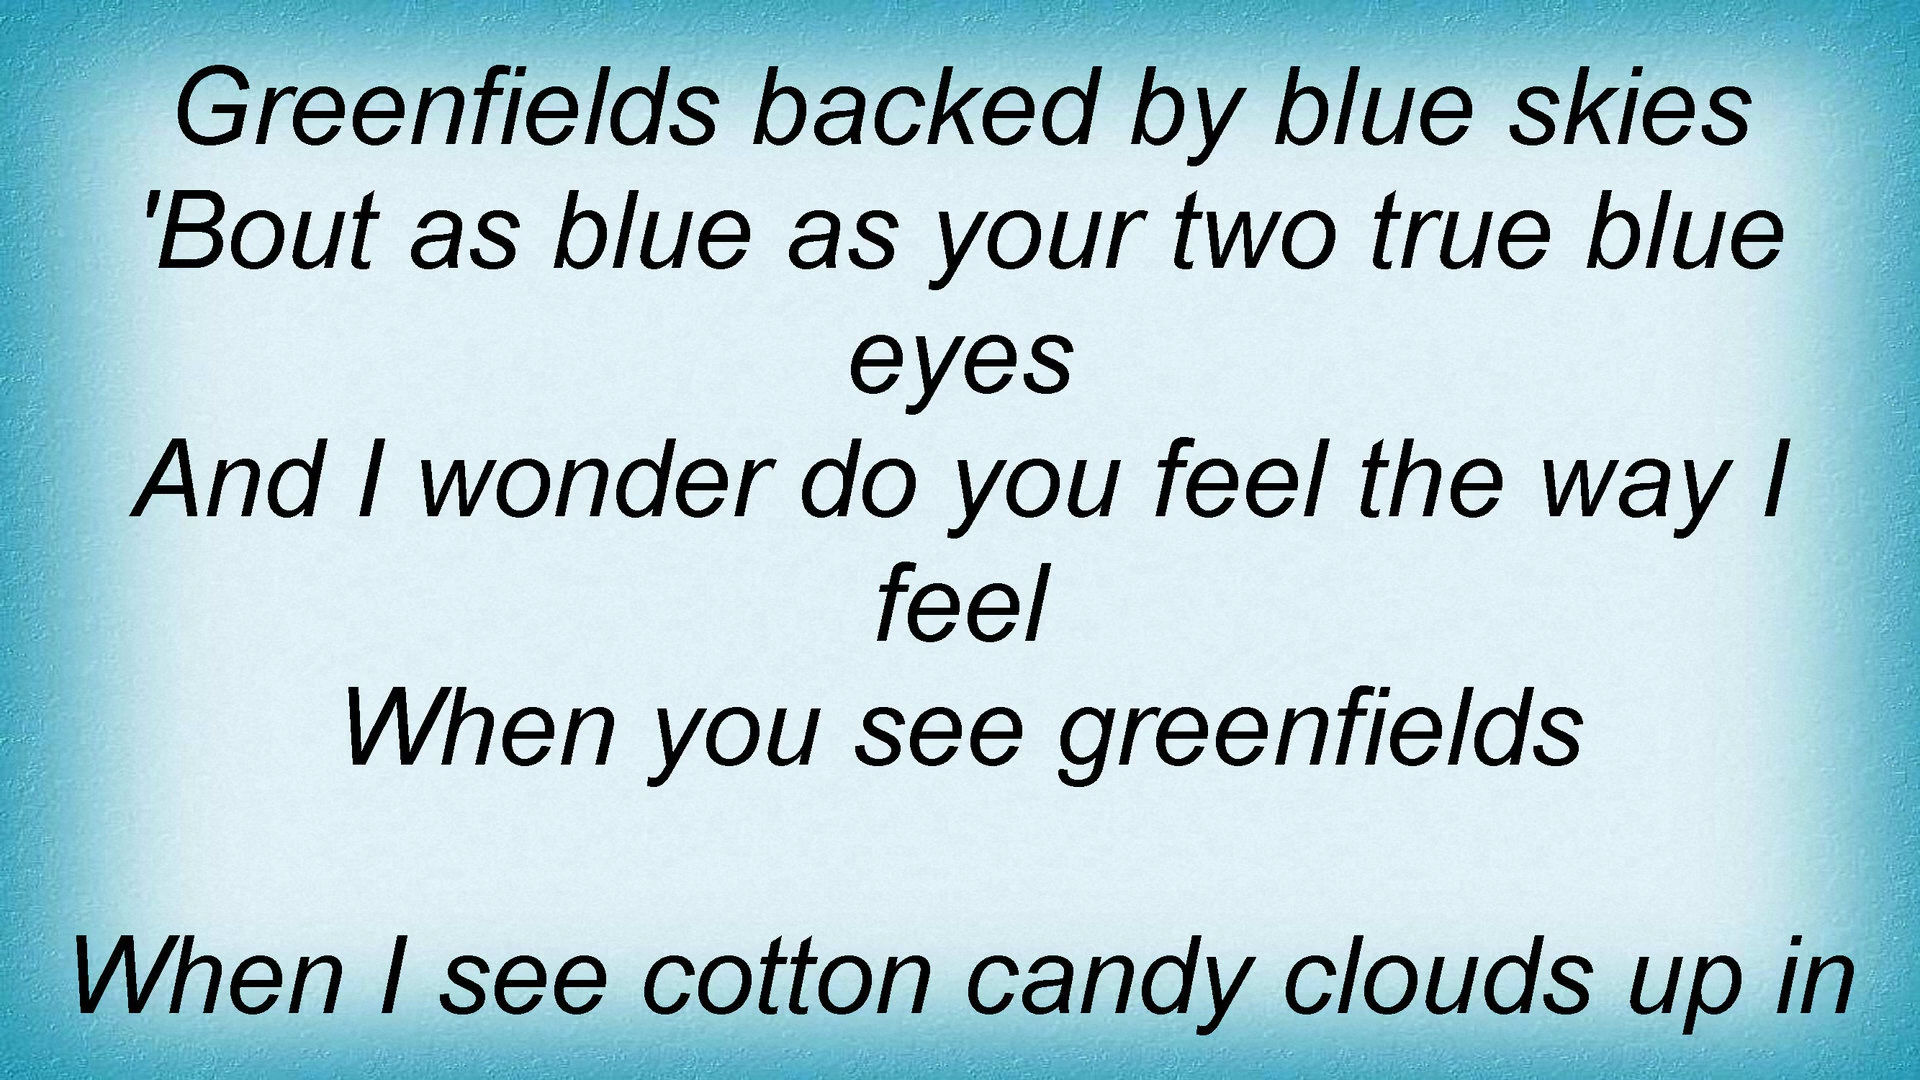 Greenfields backed by blue skies
'Bout as blue as your two true blue
eyes
And I wonder do you feel the way I
feel
When you see greenfields
When I see cotton candy clouds up in